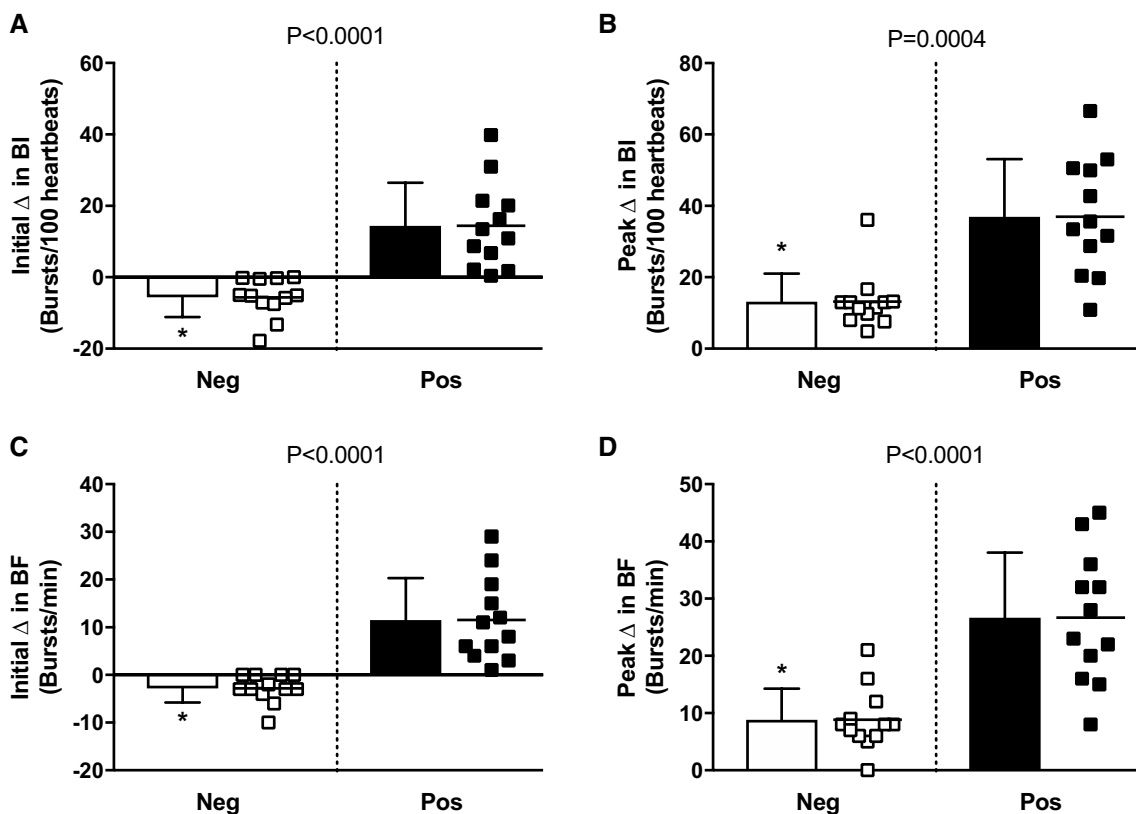 A
P<0.0001
Initial Δ in BI
(Bursts/100 heartbeats)
60
40
20
0
-20
*
Neg
Pos
B
P=0.0004
Peak Δ in BI
(Bursts/100 heartbeats)
80
60
40
20
0
*
Neg
Pos
C
P<0.0001
Initial Δ in BF
(Bursts/min)
40
30
20
10
0
-10
-20
*
Neg
Pos
D
P<0.0001
Peak Δ in BF
(Bursts/min)
50
40
30
20
10
0
*
Neg
Pos